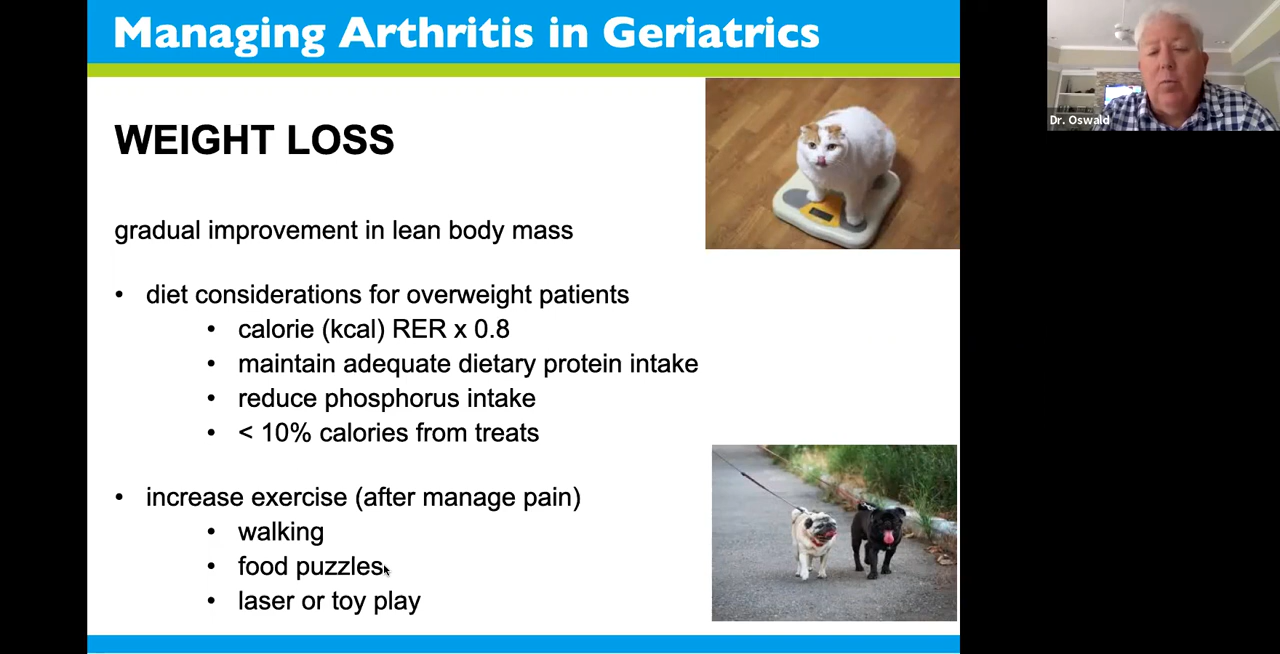 Managing Arthritis in Geriatrics
Dr. Oswald
WEIGHT LOSS
gradual improvement in lean body mass
• diet considerations for overweight patients
• calorie (kcal) RER x 0.8
• maintain adequate dietary protein intake
• reduce phosphorus intake
• < 10% calories from treats
• increase exercise (after manage pain)
• walking
• food puzzles
• laser or toy play